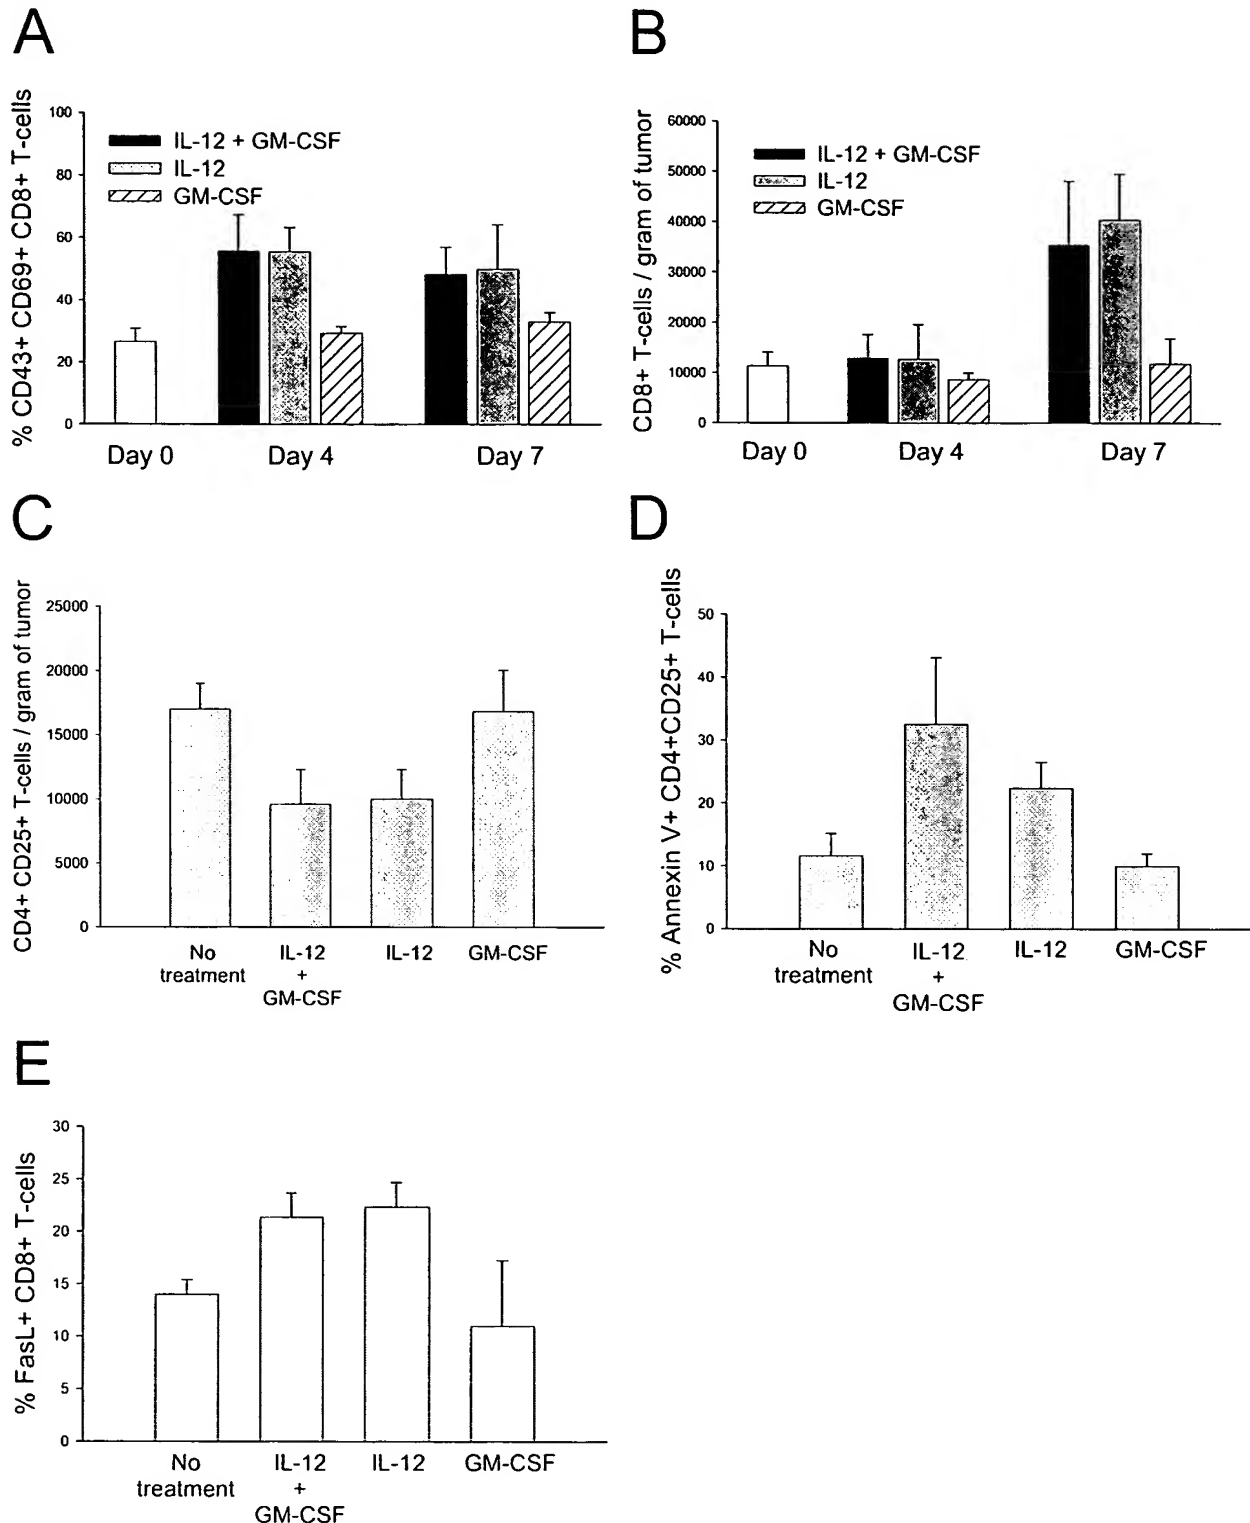 A
% CD43+ CD69+ CD8+ T-cells
100
80
60
40
20
0
IL-12 + GM-CSF
IL-12
GM-CSF
Day 0
Day 4
Day 7
B
CD8+ T-cells / gram of tumor
60000
50000
40000
30000
20000
10000
0
IL-12 + GM-CSF
IL-12
GM-CSF
Day 0
Day 4
Day 7
C
CD4+ CD25+ T-cells / gram of tumor
25000
20000
15000
10000
5000
0
No
treatment
IL-12
+
GM-CSF
IL-12
GM-CSF
D
% Annexin V+ CD4+CD25+ T-cells
50
40
30
20
10
0
No
treatment
IL-12
+
GM-CSF
IL-12
GM-CSF
E
% FasL+ CD8+ T-cells
30
25
20
15
10
5
0
No
treatment
IL-12
+
GM-CSF
IL-12
GM-CSF